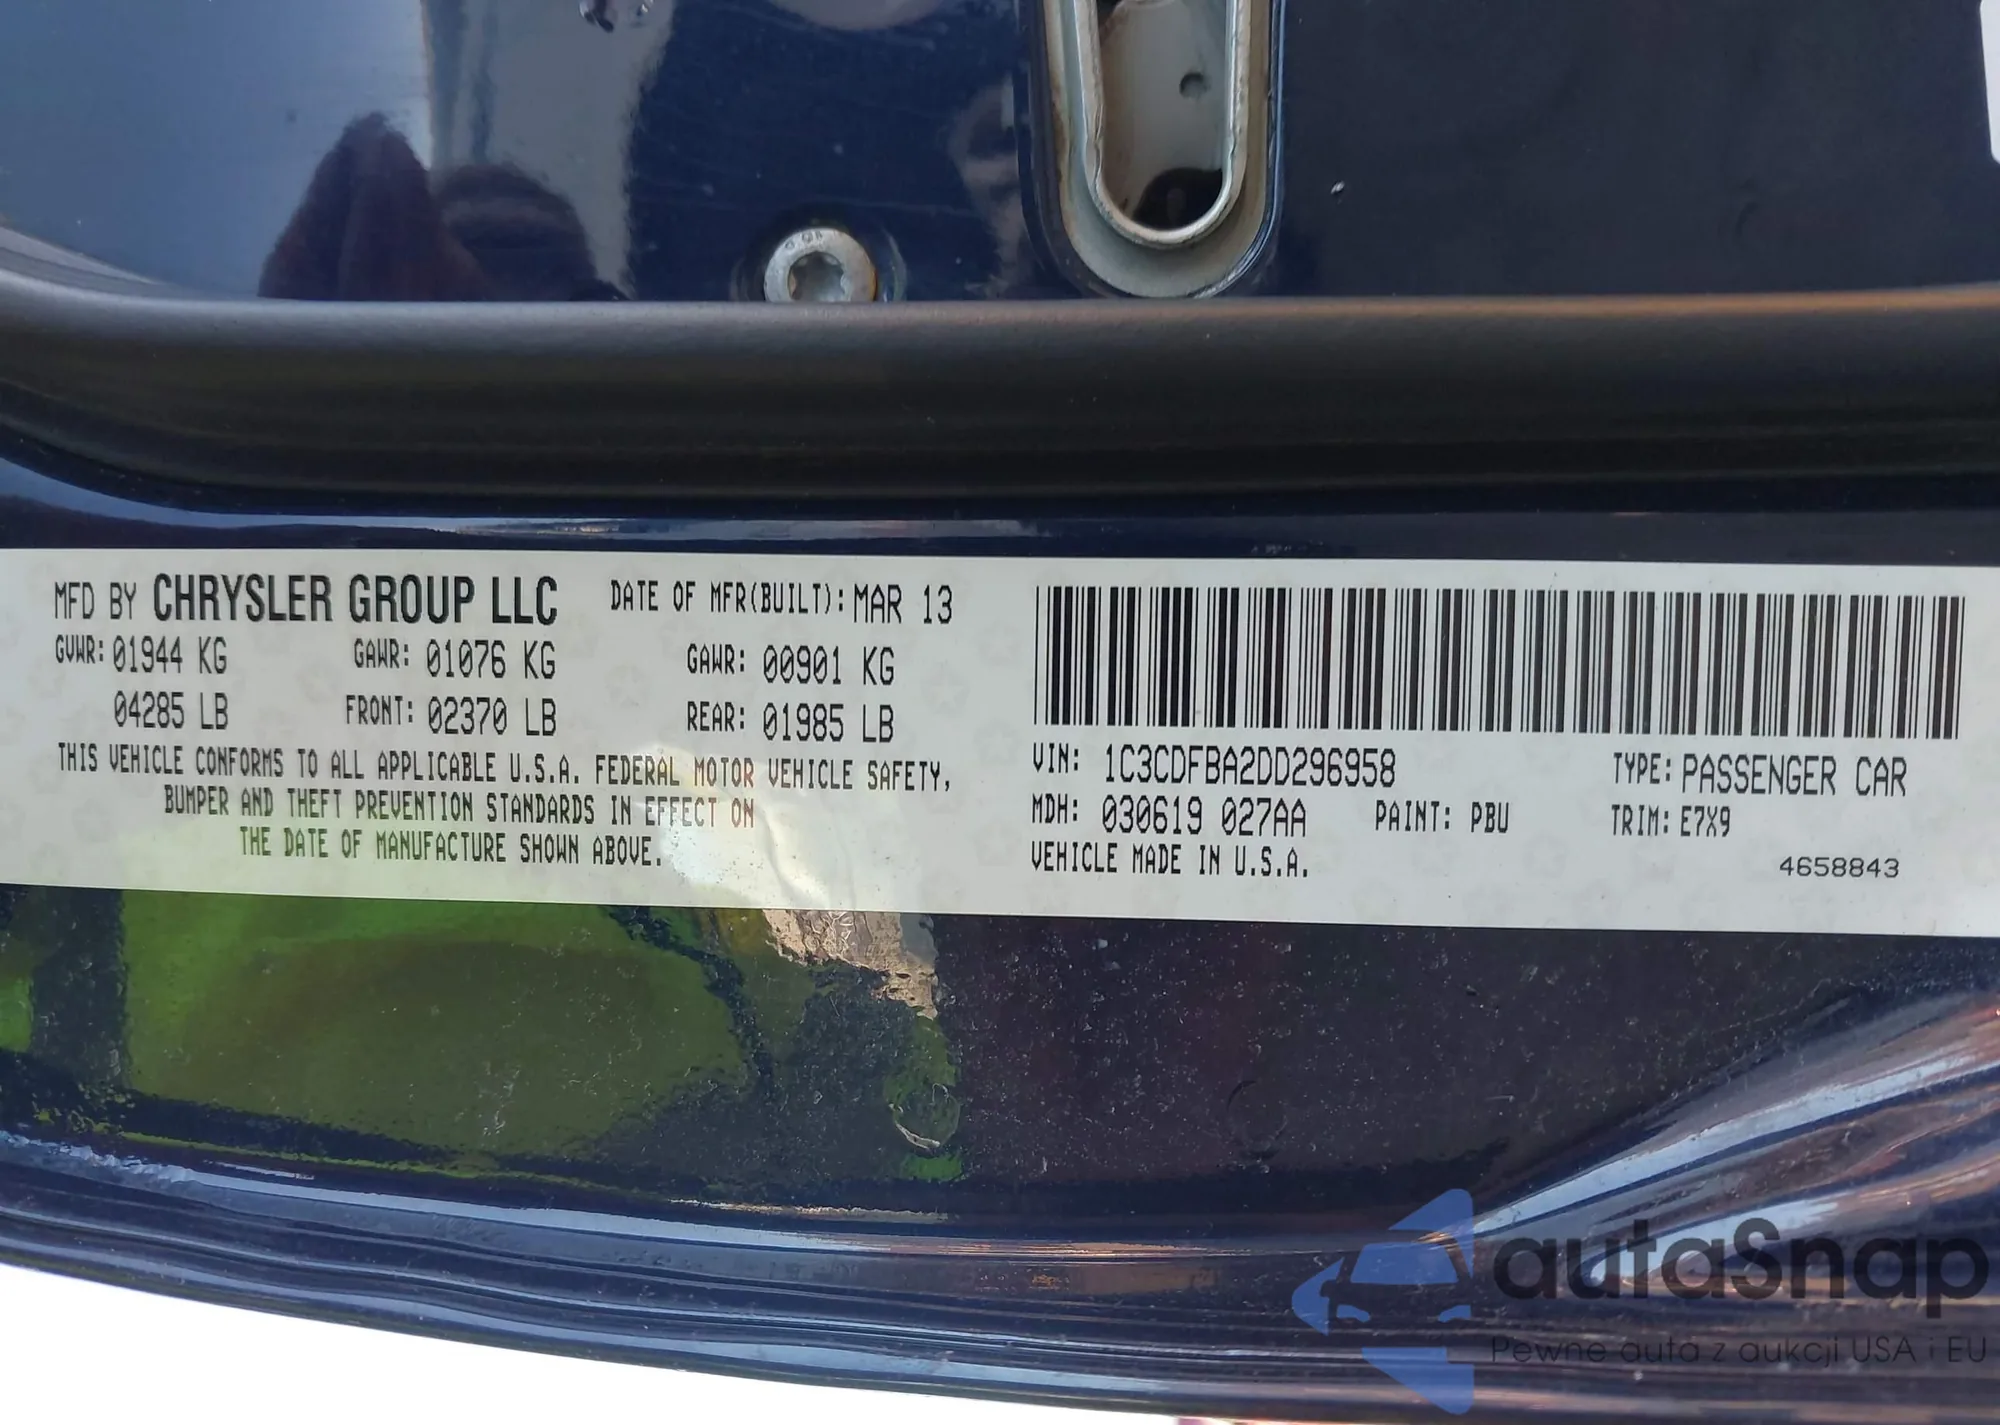 MFD BY CHRYSLER GROUP LLC DATE OF MFR(BUILT): MAR 13
GVWR: 01944 KG GAWR: 01076 KG GAWR: 00901 KG
04285 LB FRONT: 02370 LB REAR: 01985 LB
THIS VEHICLE CONFORMS TO ALL APPLICABLE U.S.A. FEDERAL MOTOR VEHICLE SAFETY,
BUMPER AND THEFT PREVENTION STANDARDS IN EFFECT ON
THE DATE OF MANUFACTURE SHOWN ABOVE.
VIN: 1C3CDFBA2DD296958 TYPE: PASSENGER CAR
MDH: 030619 027AA PAINT: PBU TRIM: E7X9
VEHICLE MADE IN U.S.A. 4658843
autaSnap
Pewne auta z aukcji USA i EU